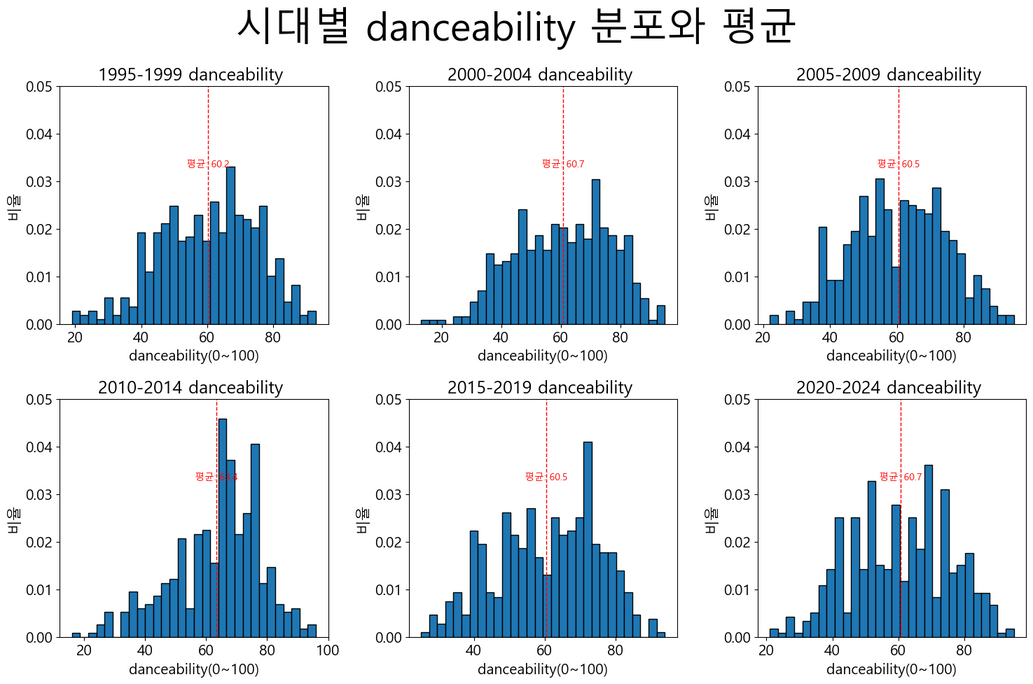 시대별 danceability 분포와 평균
1995-1999 danceability
2000-2004 danceability
2005-2009 danceability
0.05
0.04
0.03
0.02
0.01
0.00
비율
평균: 60.2
20 40 60 80
danceability(0~100)
0.05
0.04
0.03
0.02
0.01
0.00
비율
평균: 60.7
20 40 60 80
danceability(0~100)
0.05
0.04
0.03
0.02
0.01
0.00
비율
평균: 60.5
20 40 60 80
danceability(0~100)
2010-2014 danceability
2015-2019 danceability
2020-2024 danceability
0.05
0.04
0.03
0.02
0.01
0.00
비율
평균:
20 40 60 80 100
danceability(0~100)
0.05
0.04
0.03
0.02
0.01
0.00
비율
평균: 60.5
20 40 60 80
danceability(0~100)
0.05
0.04
0.03
0.02
0.01
0.00
비율
평균: 60.7
20 40 60 80
danceability(0~100)